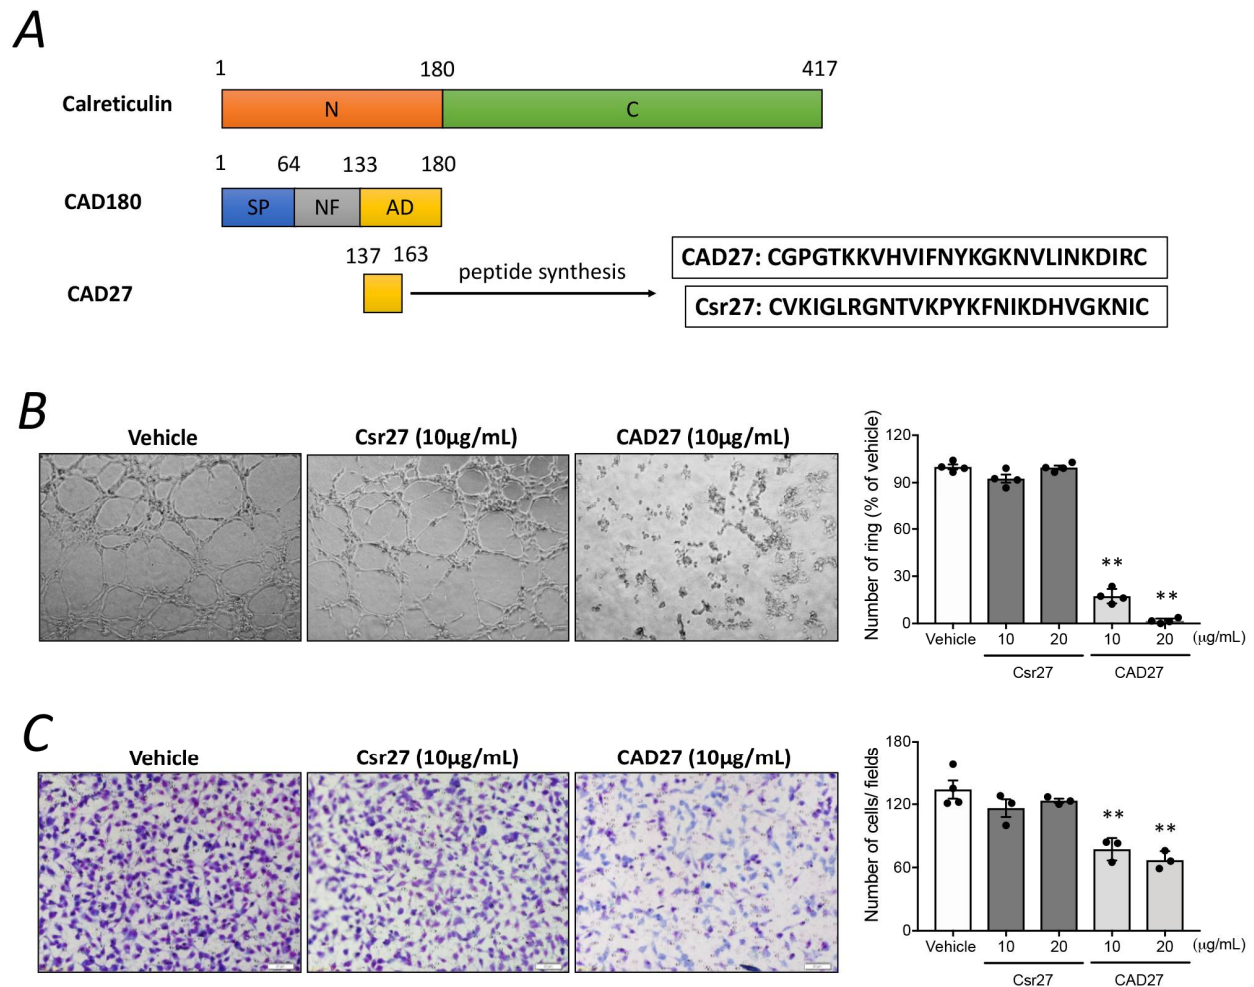 A
1 180 417
Calreticulin N C
1 64 133 180
CAD180 SP NF AD
137 163
CAD27 peptide synthesis
CAD27: CGPGTKKVHVIFNYKGKNVLINKDIRC
Csr27: CVKIGLRGNTVKPYKFNIKDHVGKNIC
B
Vehicle Csr27 (10μg/mL) CAD27 (10μg/mL)
Number of ring (% of vehicle)
120
90
60
30
0
** **
Vehicle 10 20 10 20 (μg/mL)
Csr27 CAD27
C
Vehicle Csr27 (10μg/mL) CAD27 (10μg/mL)
Number of cells/ fields
180
120
60
0
** **
Vehicle 10 20 10 20 (μg/mL)
Csr27 CAD27